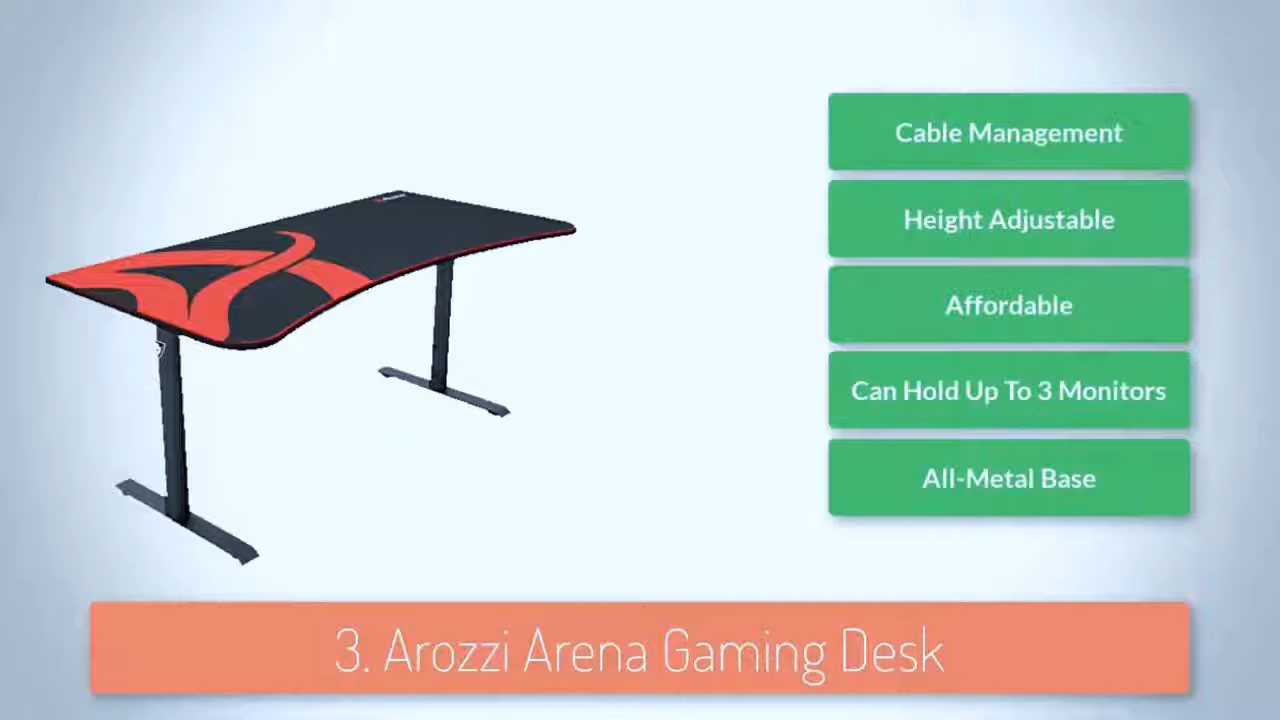 Cable Management
Height Adjustable
Affordable
Can Hold Up To 3 Monitors
All-Metal Base
3. Arozzi Arena Gaming Desk